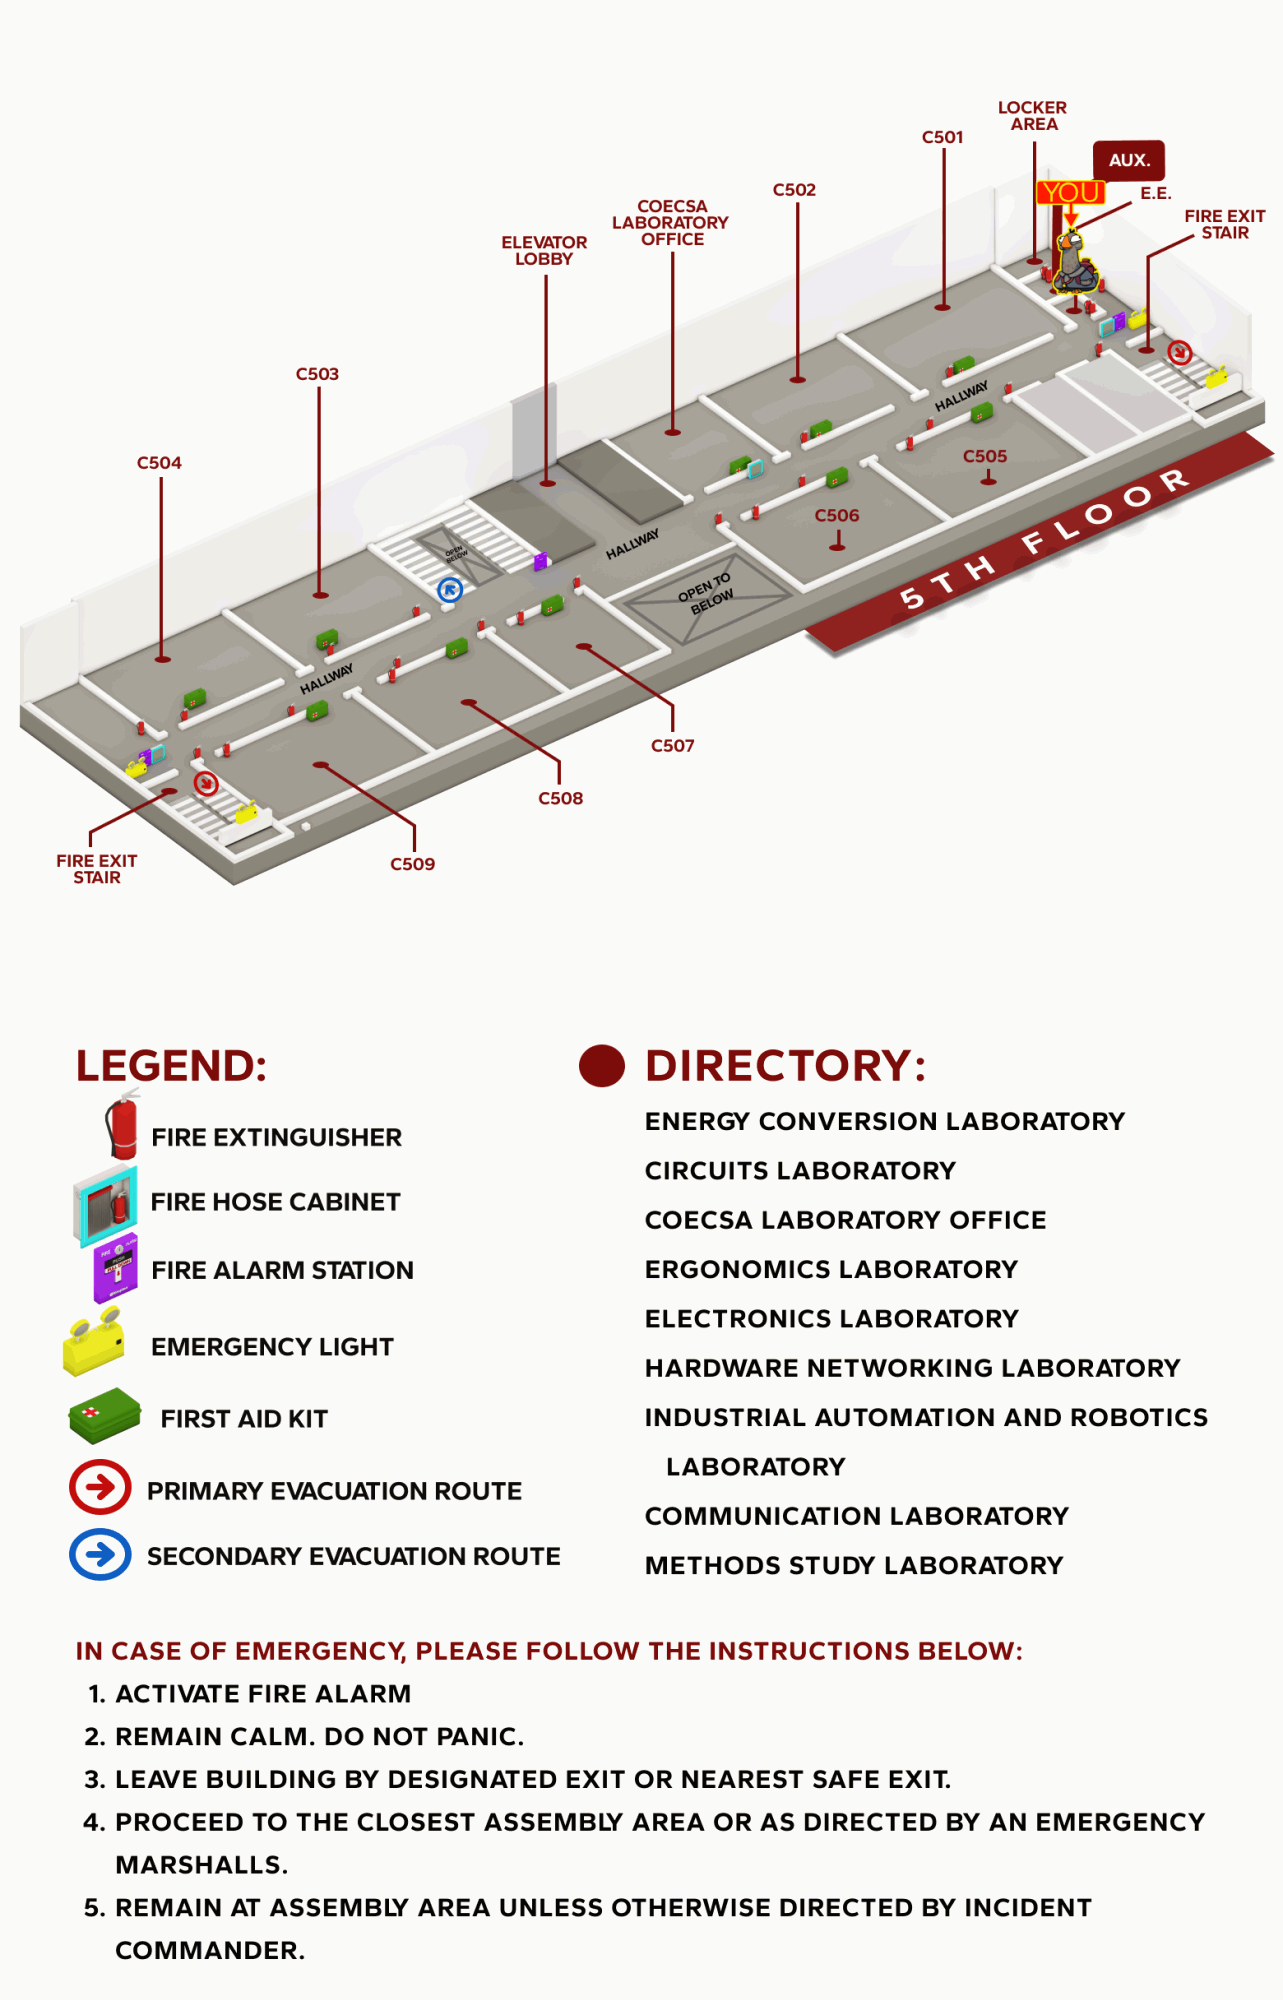 LOCKER
AREA
C501
AUX.
YOU
E.E.
C502
COECSA
LABORATORY
OFFICE
FIRE EXIT
STAIR
ELEVATOR
LOBBY
C503
HALLWAY
C504
C505
5TH FLOOR
C506
OPEN
BELOW
HALLWAY
OPEN TO
BELOW
HALLWAY
C507
C508
FIRE EXIT
STAIR
C509
LEGEND:
FIRE EXTINGUISHER
FIRE HOSE CABINET
FIRE ALARM STATION
EMERGENCY LIGHT
FIRST AID KIT
PRIMARY EVACUATION ROUTE
SECONDARY EVACUATION ROUTE
DIRECTORY:
ENERGY CONVERSION LABORATORY
CIRCUITS LABORATORY
COECSA LABORATORY OFFICE
ERGONOMICS LABORATORY
ELECTRONICS LABORATORY
HARDWARE NETWORKING LABORATORY
INDUSTRIAL AUTOMATION AND ROBOTICS
LABORATORY
COMMUNICATION LABORATORY
METHODS STUDY LABORATORY
IN CASE OF EMERGENCY, PLEASE FOLLOW THE INSTRUCTIONS BELOW:
1. ACTIVATE FIRE ALARM
2. REMAIN CALM. DO NOT PANIC.
3. LEAVE BUILDING BY DESIGNATED EXIT OR NEAREST SAFE EXIT.
4. PROCEED TO THE CLOSEST ASSEMBLY AREA OR AS DIRECTED BY AN EMERGENCY
MARSHALLS.
5. REMAIN AT ASSEMBLY AREA UNLESS OTHERWISE DIRECTED BY INCIDENT
COMMANDER.